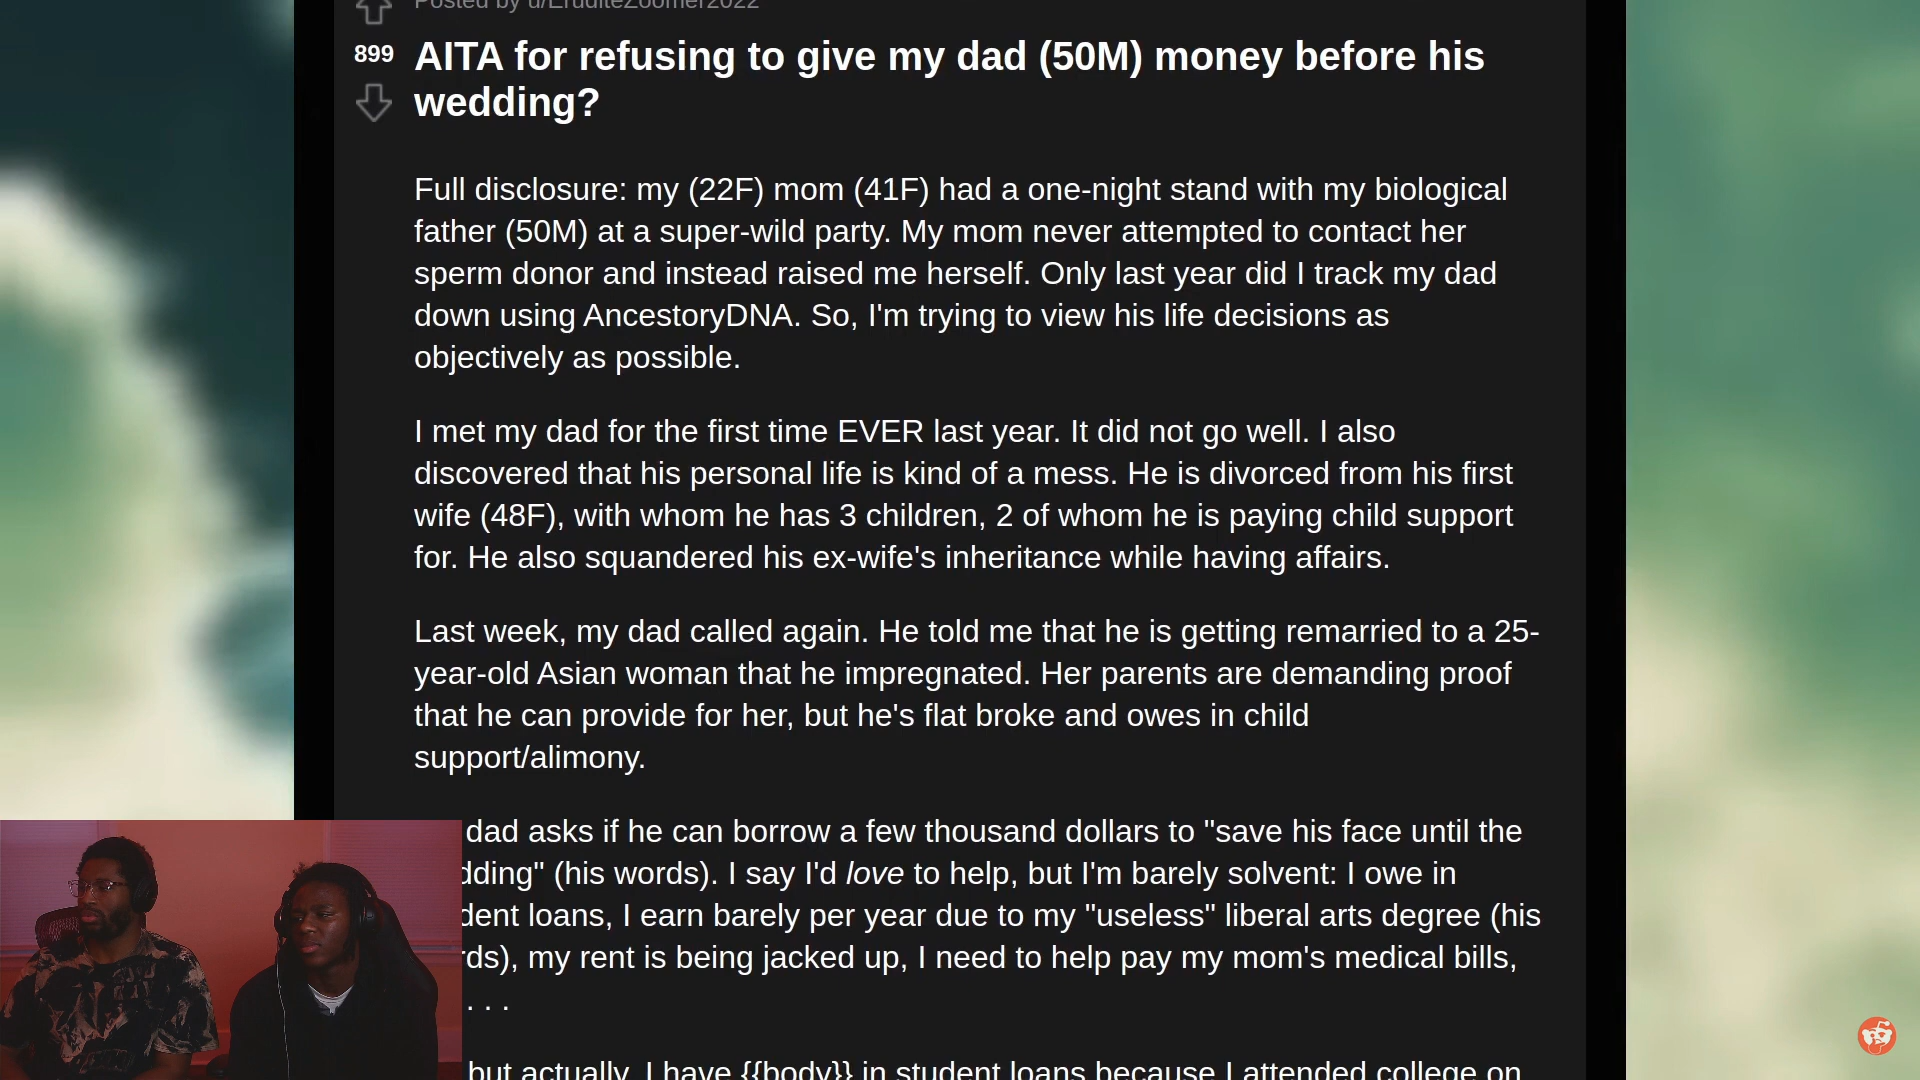 Posted by u/EruditeZoomer2022
899
AITA for refusing to give my dad (50M) money before his
wedding?
Full disclosure: my (22F) mom (41F) had a one-night stand with my biological
father (50M) at a super-wild party. My mom never attempted to contact her
sperm donor and instead raised me herself. Only last year did I track my dad
down using AncestoryDNA. So, I'm trying to view his life decisions as
objectively as possible.
I met my dad for the first time EVER last year. It did not go well. I also
discovered that his personal life is kind of a mess. He is divorced from his first
wife (48F), with whom he has 3 children, 2 of whom he is paying child support
for. He also squandered his ex-wife's inheritance while having affairs.
Last week, my dad called again. He told me that he is getting remarried to a 25-
year-old Asian woman that he impregnated. Her parents are demanding proof
that he can provide for her, but he's flat broke and owes in child
support/alimony.
dad asks if he can borrow a few thousand dollars to "save his face until the
dding" (his words). I say I'd love to help, but I'm barely solvent: I owe in
dent loans, I earn barely per year due to my "useless" liberal arts degree (his
rds), my rent is being jacked up, I need to help pay my mom's medical bills,
. . .
but actually, I have {{body}} in student loans because I attended college on